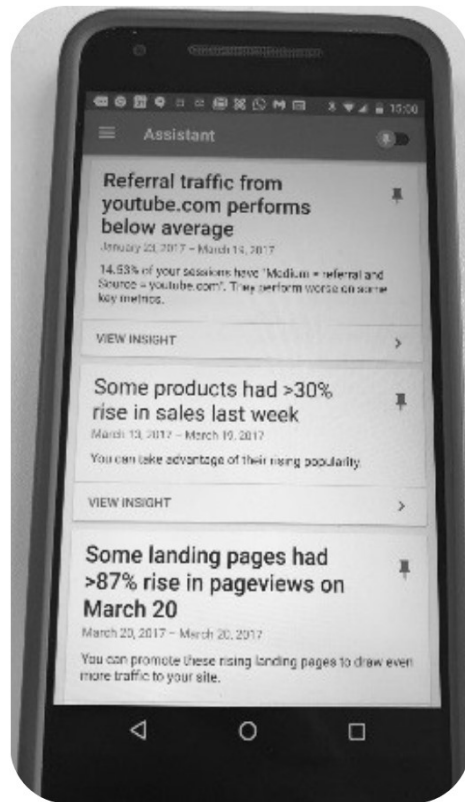 15:00
Assistant
Referral traffic from
youtube.com performs
below average
January 23, 2017 – March 19, 2017
14.53% of your sessions have "Medium = referral and
Source = youtube.com". They perform worse on some
key metrics.
VIEW INSIGHT
Some products had >30%
rise in sales last week
March 13, 2017 – March 19, 2017
You can take advantage of their rising popularity.
VIEW INSIGHT
Some landing pages had
>87% rise in pageviews on
March 20
March 20, 2017 – March 20, 2017
You can promote these rising landing pages to draw even
more traffic to your site.